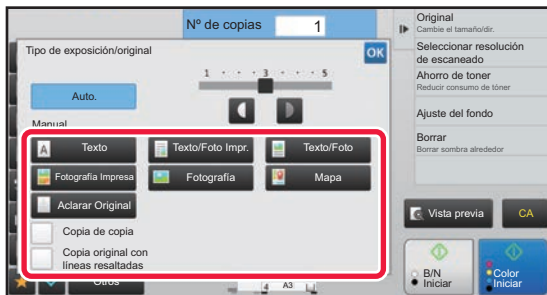 Nº de copias 1
Tipo de exposición/original
OK
1 · · · 3 · · · 5
Auto.
Manual
A Texto
Texto/Foto Impr.
Texto/Foto
Fotografía Impresa
Fotografía
Mapa
Aclarar Original
Copia de copia
Copia original con
líneas resaltadas
Otros
4 A3
Original
Cambie el tamaño/dir.
Seleccionar resolución
de escaneado
Ahorro de toner
Reducir consumo de tóner
Ajuste del fondo
Borrar
Borrar sombra alrededor
Vista previa
CA
B/N
Iniciar
Color
Iniciar